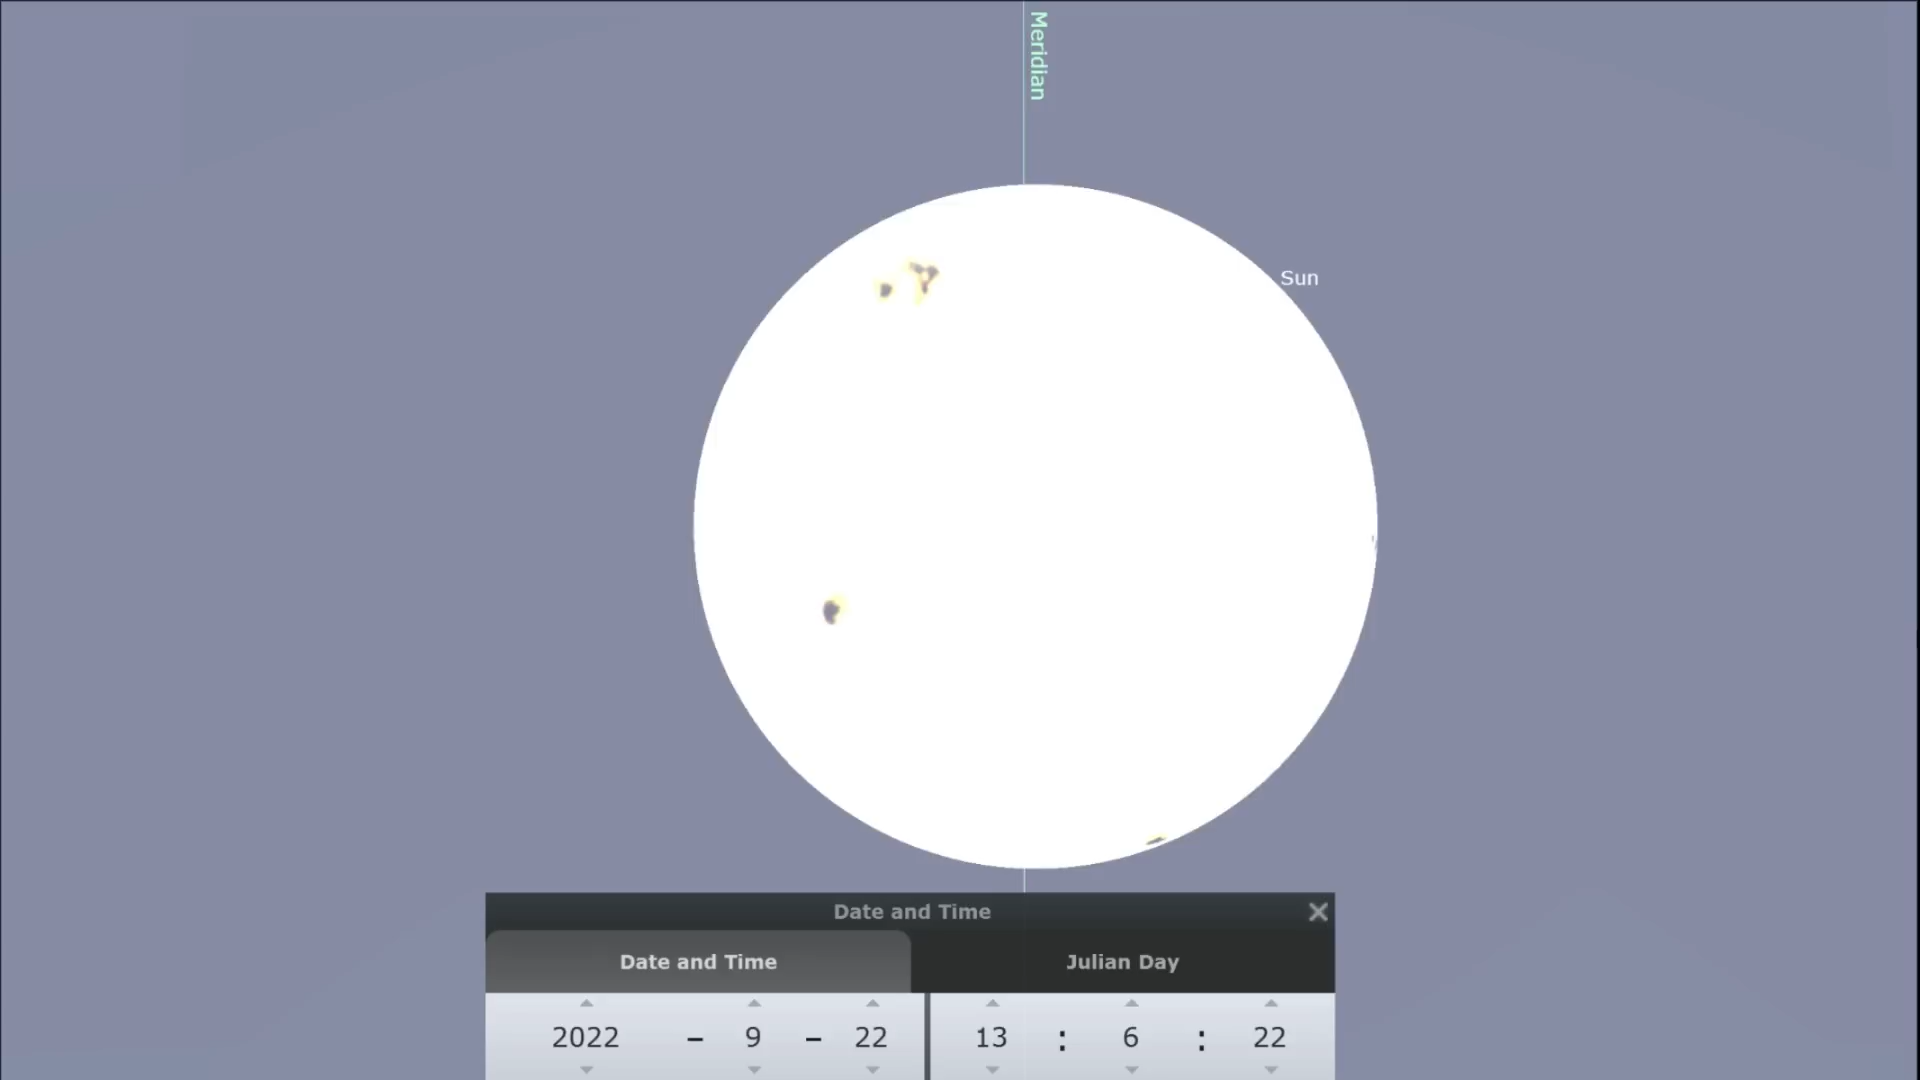 Meridian
Sun
Date and Time
Date and Time
Julian Day
2022 - 9 - 22 13 : 6 : 22